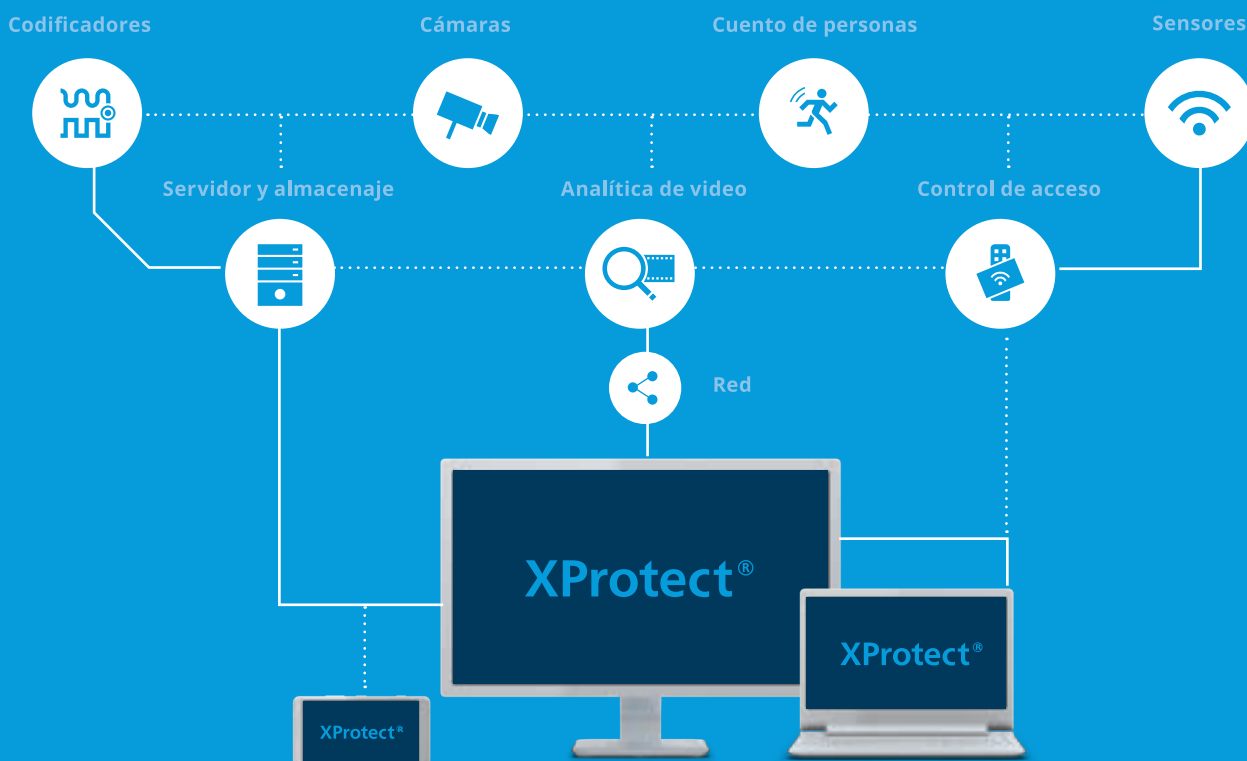 Codificadores
Cámaras
Cuento de personas
Sensores
Servidor y almacenaje
Analítica de video
Control de acceso
Red
XProtect®
XProtect®
XProtect®